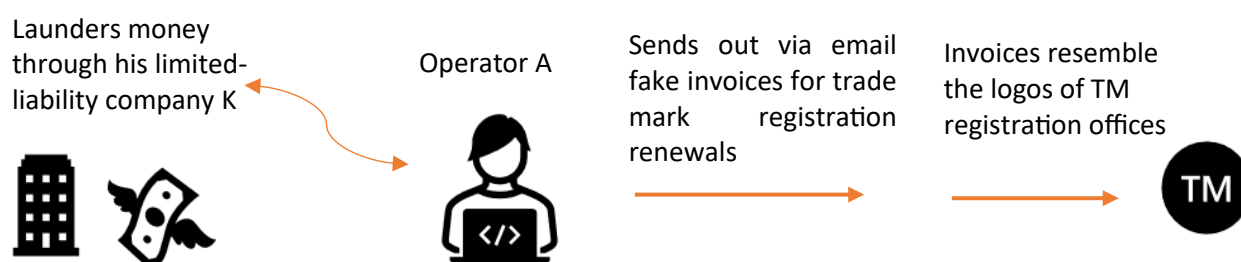 Launders money
through his limited-
liability company K
Operator A
</>
Sends out via email
fake invoices for trade
mark registration
renewals
Invoices resemble
the logos of TM
registration offices
TM